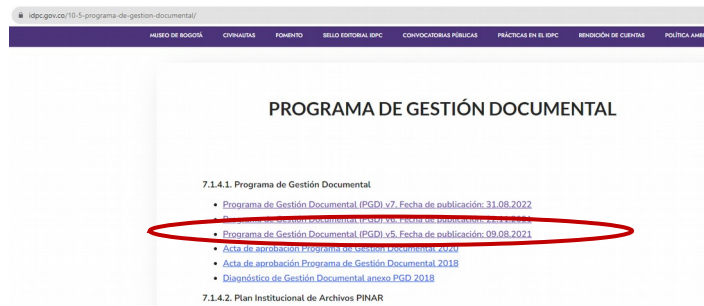 idpc.gov.co/10-5-programa-de-gestion-documental/
MUSEO DE BOGOTÁ CIVINAUTAS FOMENTO SELLO EDITORIAL IDPC CONVOCATORIAS PÚBLICAS PRÁCTICAS EN EL IDPC RENDICIÓN DE CUENTAS POLÍTICA AMBI
PROGRAMA DE GESTIÓN DOCUMENTAL
7.1.4.1. Programa de Gestión Documental
Programa de Gestión Documental (PGD) v7. Fecha de publicación: 31.08.2022
Programa de Gestión Documental (PGD) v6. Fecha de publicación:
Programa de Gestión Documental (PGD) v5. Fecha de publicación: 09.08.2021
Acta de aprobación Programa de Gestión Documental 2020
Acta de aprobación Programa de Gestión Documental 2018
Diagnóstico de Gestión Documental anexo PGD 2018
7.1.4.2. Plan Institucional de Archivos PINAR